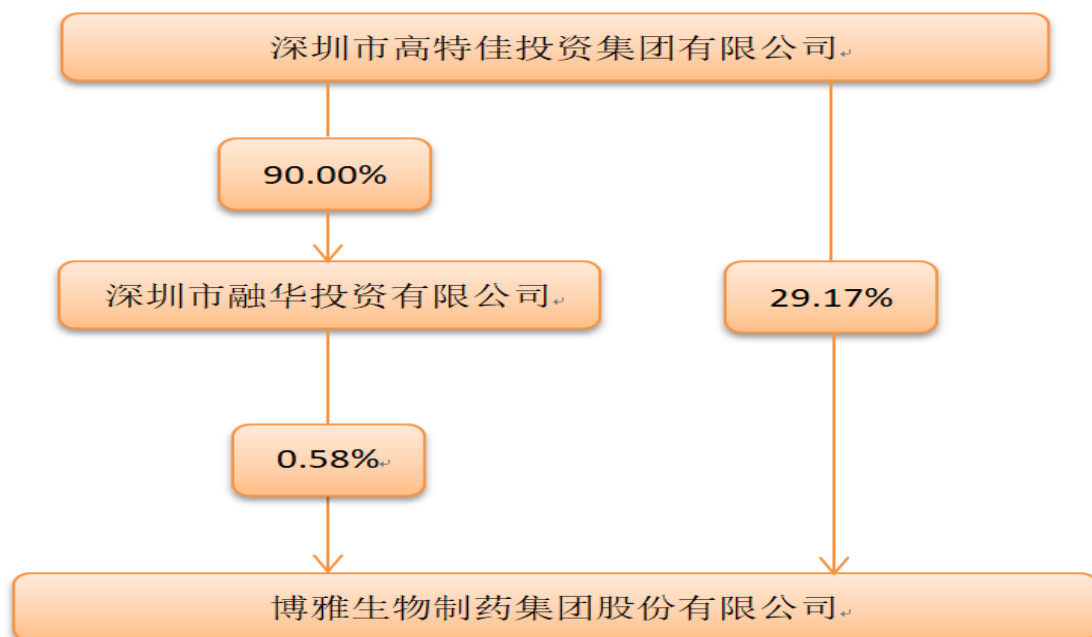 深圳市高特佳投资集团有限公司
90.00%
深圳市融华投资有限公司
29.17%
0.58%
博雅生物制药集团股份有限公司